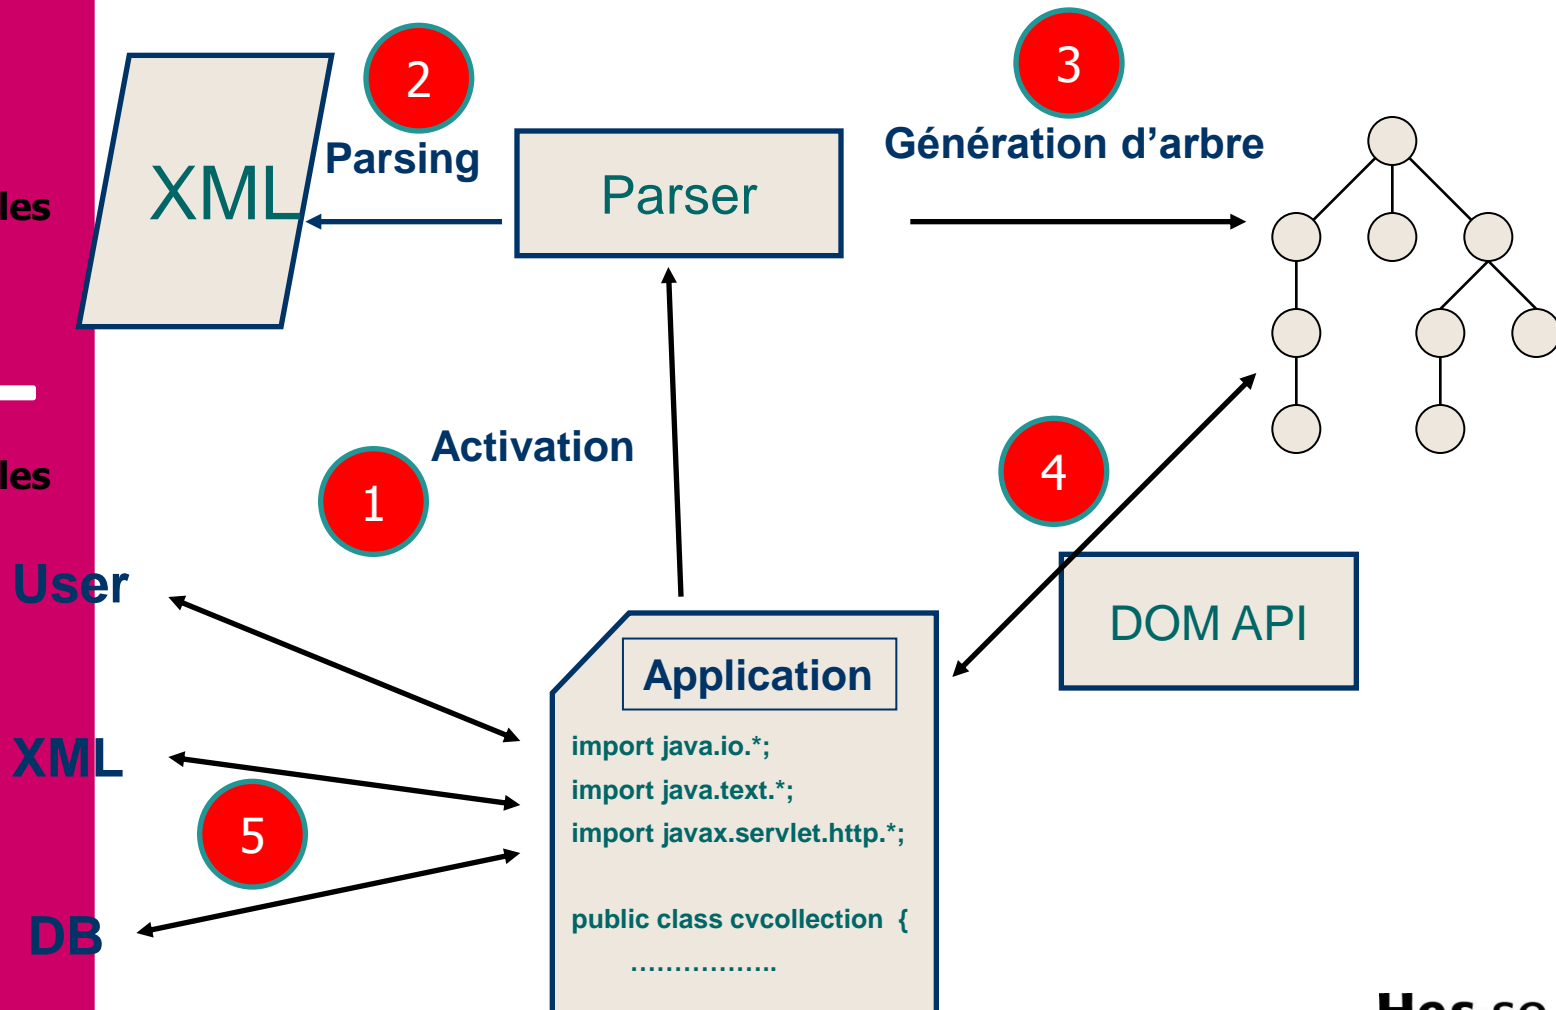 2
3
Parsing
Génération d'arbre
XML
Parser
les
Activation
les
1
4
User
DOM API
Application
XML
import java.io.*;
import java.text.*;
import javax.servlet.http.*;
5
public class cvcollection {
DB
………………..